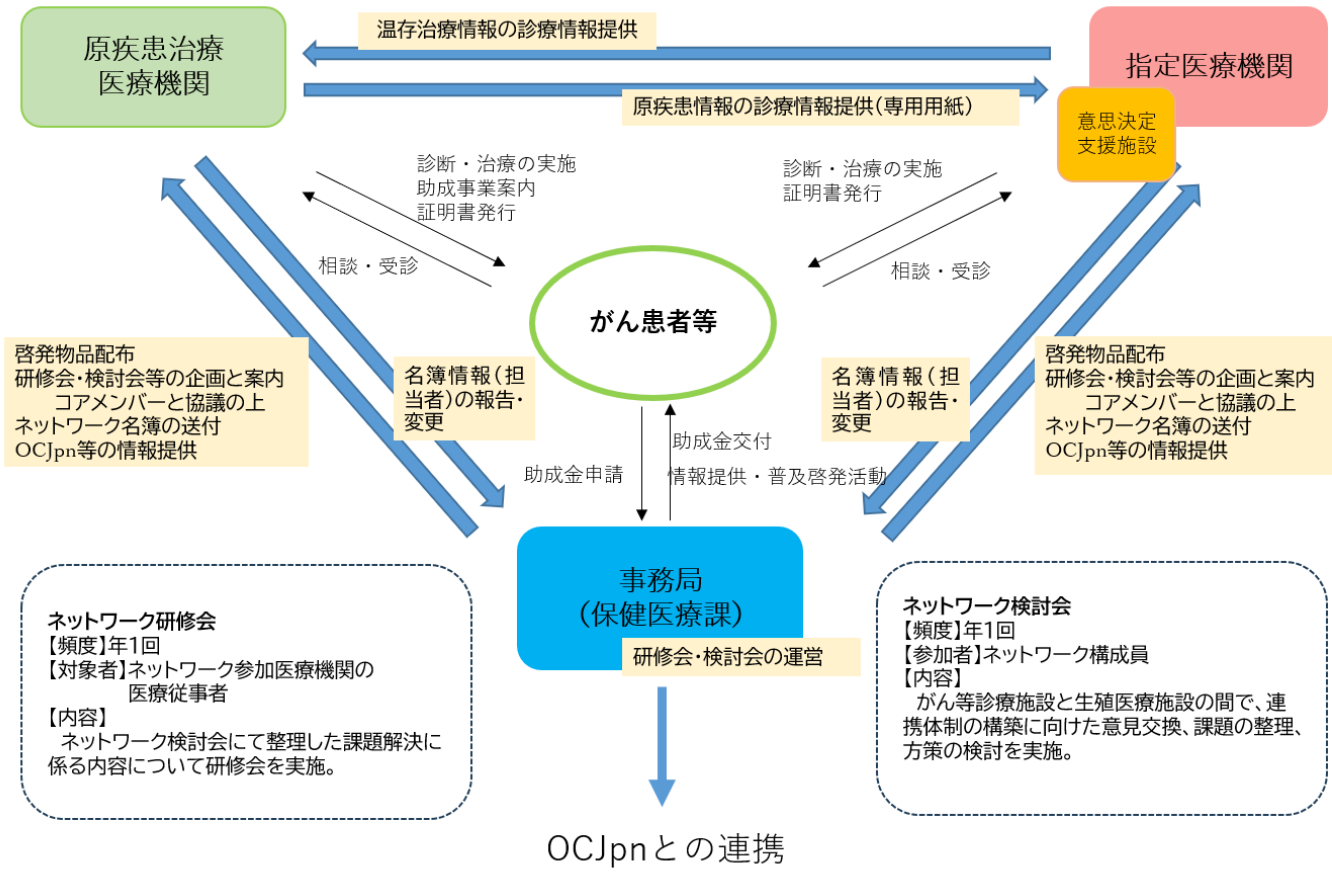 温存治療情報の診療情報提供
原疾患治療
医療機関
指定医療機関
原疾患情報の診療情報提供(専用用紙)
意思決定
支援施設
診断・治療の実施
助成事業案内
証明書発行
相談・受診
診断・治療の実施
証明書発行
相談・受診
がん患者等
啓発物品配布
研修会・検討会等の企画と案内
コアメンバーと協議の上
ネットワーク名簿の送付
OCJpn等の情報提供
名簿情報(担
当者)の報告・
変更
名簿情報(担
当者)の報告・
変更
啓発物品配布
研修会・検討会等の企画と案内
コアメンバーと協議の上
ネットワーク名簿の送付
OCJpn等の情報提供
助成金申請
助成金交付
情報提供・普及啓発活動
事務局
(保健医療課)
研修会・検討会の運営
ネットワーク研修会
【頻度】年1回
【対象者】ネットワーク参加医療機関の
医療従事者
【内容】
ネットワーク検討会にて整理した課題解決に
係る内容について研修会を実施。
ネットワーク検討会
【頻度】年1回
【参加者】ネットワーク構成員
【内容】
がん等診療施設と生殖医療施設の間で、連
携体制の構築に向けた意見交換、課題の整理、
方策の検討を実施。
OCJpnとの連携